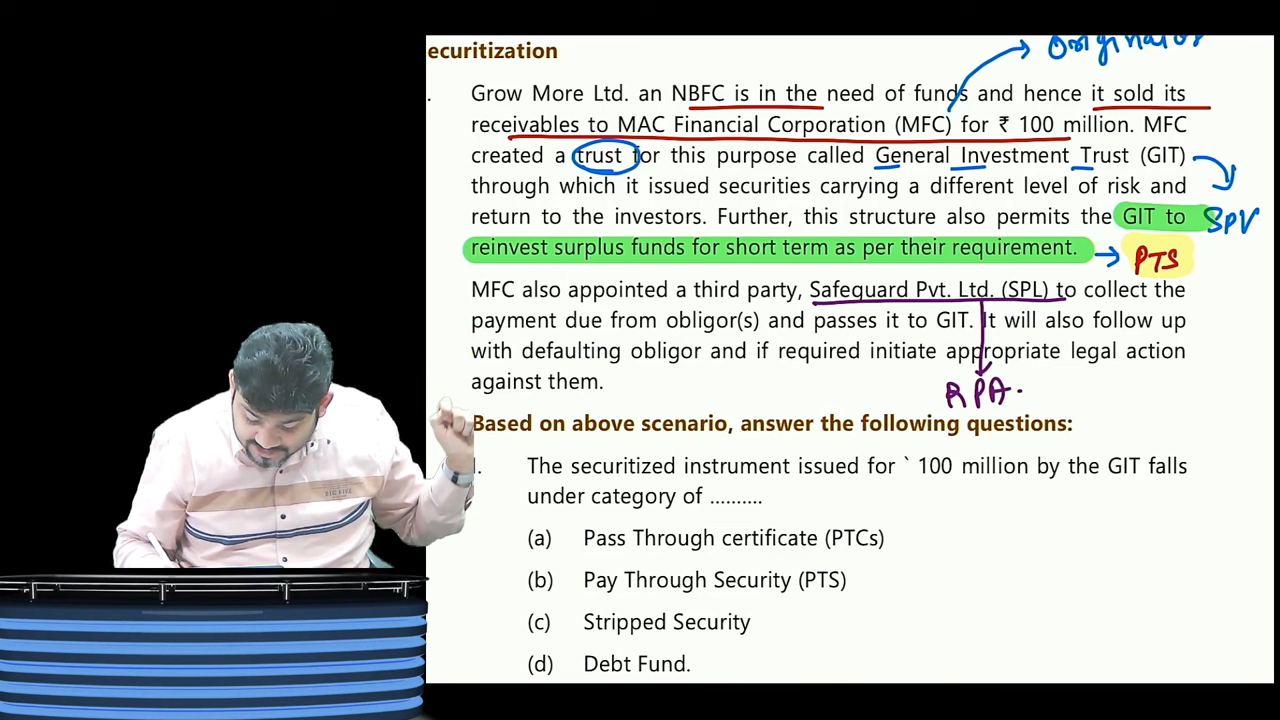 Originator
ecuritization
. Grow More Ltd. an NBFC is in the need of funds and hence it sold its
receivables to MAC Financial Corporation (MFC) for ₹ 100 million. MFC
created a trust for this purpose called General Investment Trust (GIT)
through which it issued securities carrying a different level of risk and
return to the investors. Further, this structure also permits the GIT to SPV
reinvest surplus funds for short term as per their requirement. PTS
MFC also appointed a third party, Safeguard Pvt. Ltd. (SPL) to collect the
payment due from obligor(s) and passes it to GIT. It will also follow up
with defaulting obligor and if required initiate appropriate legal action
against them.
RPA.
Based on above scenario, answer the following questions:
. The securitized instrument issued for ` 100 million by the GIT falls
under category of ..........
(a) Pass Through certificate (PTCs)
(b) Pay Through Security (PTS)
(c) Stripped Security
(d) Debt Fund.